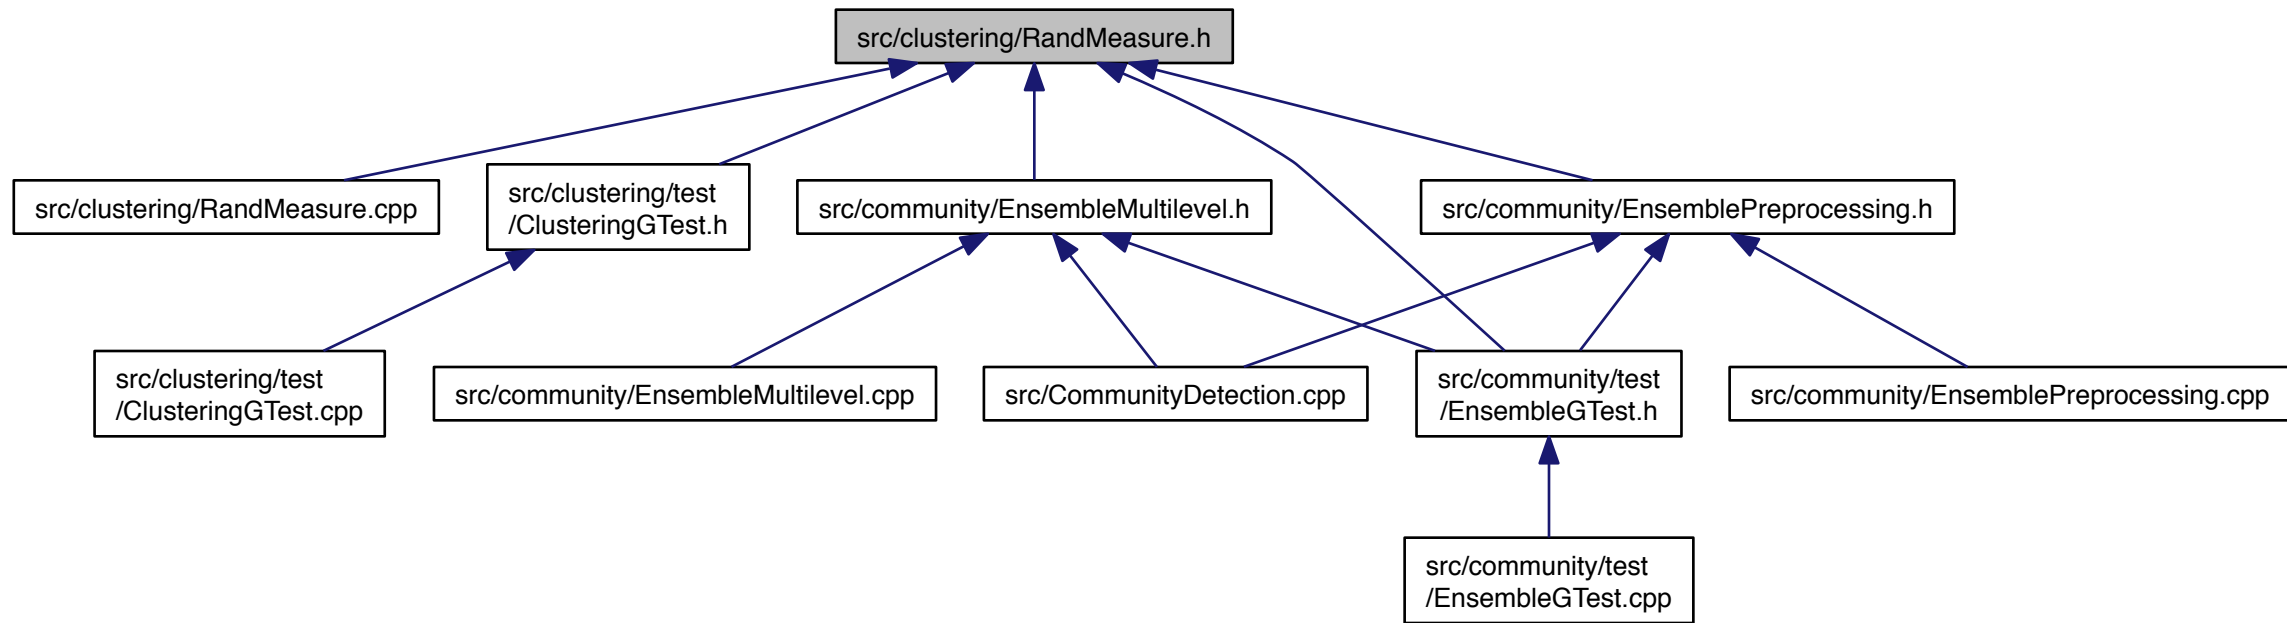 src/clustering/RandMeasure.h
src/clustering/RandMeasure.cpp
src/clustering/test
/ClusteringGTest.h
src/community/EnsembleMultilevel.h
src/community/EnsemblePreprocessing.h
src/clustering/test
/ClusteringGTest.cpp
src/community/EnsembleMultilevel.cpp
src/CommunityDetection.cpp
src/community/test
/EnsembleGTest.h
src/community/EnsemblePreprocessing.cpp
src/community/test
/EnsembleGTest.cpp